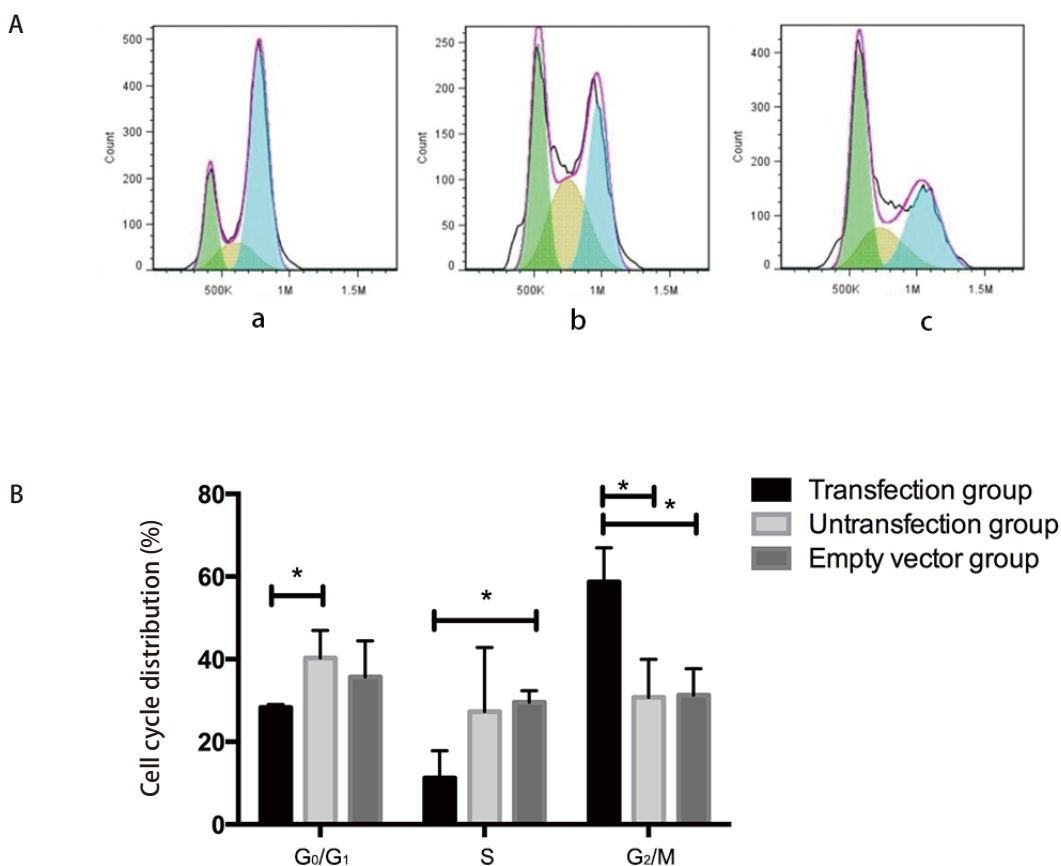 A
500
400
300
200
100
0
Count
500K 1M 1.5M
a
250
200
150
100
50
0
Count
500K 1M 1.5M
b
500
400
300
200
100
0
Count
500K 1M 1.5M
c
B
Cell cycle distribution (%)
80
60
40
20
0
*
*
*
*
G₀/G₁ S G₂/M
Transfection group
Untransfection group
Empty vector group